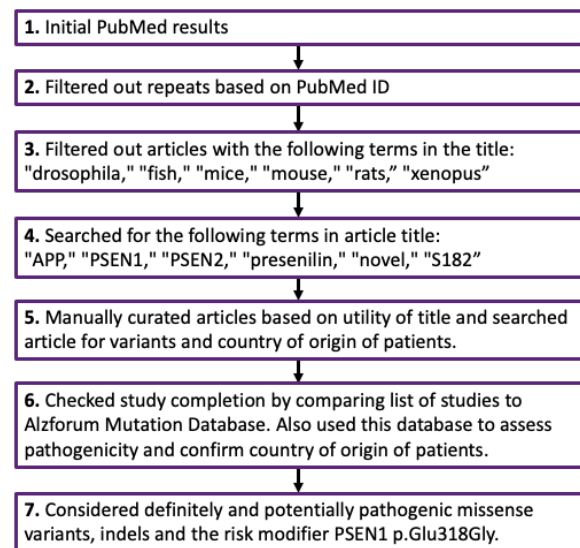 1. Initial PubMed results
2. Filtered out repeats based on PubMed ID
3. Filtered out articles with the following terms in the title:
"drosophila," "fish," "mice," "mouse," "rats,” "xenopus”
4. Searched for the following terms in article title:
"APP," "PSEN1," "PSEN2," "presenilin," "novel," "S182”
5. Manually curated articles based on utility of title and searched
article for variants and country of origin of patients.
6. Checked study completion by comparing list of studies to
Alzforum Mutation Database. Also used this database to assess
pathogenicity and confirm country of origin of patients.
7. Considered definitely and potentially pathogenic missense
variants, indels and the risk modifier PSEN1 p.Glu318Gly.